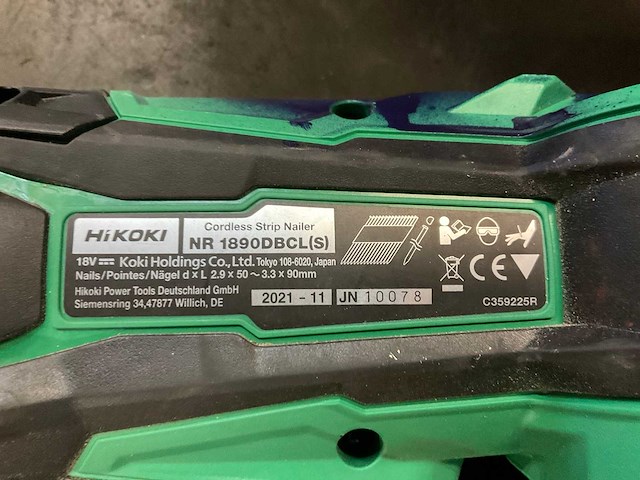 HiKOKI
Cordless Strip Nailer
NR 1890DBCL(S)
18V⎓ Koki Holdings Co., Ltd. Tokyo 108-6020, Japan
Nails/Pointes/Nägel d × L 2.9 × 50 ~ 3.3 × 90mm
Hikoki Power Tools Deutschland GmbH
Siemensring 34,47877 Willich, DE
2021 - 11 JN 10078
CE
C359225R